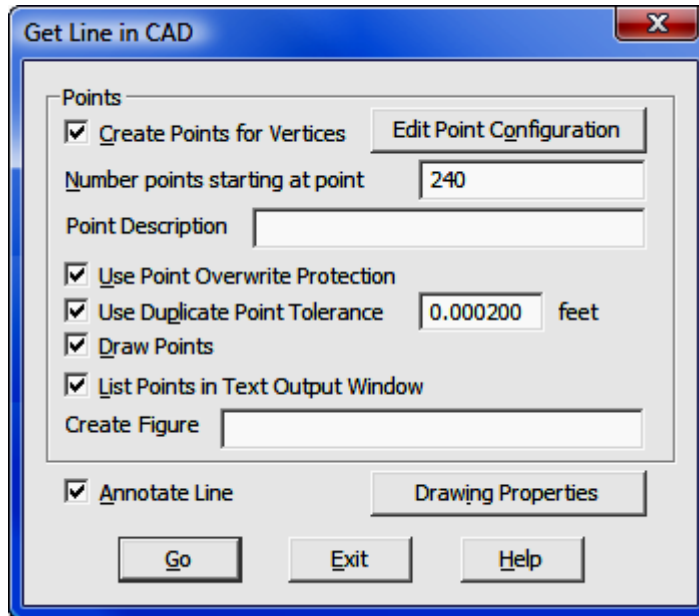 Get Line in CAD
Points
Create Points for Vertices Edit Point Configuration
Number points starting at point 240
Point Description
Use Point Overwrite Protection
Use Duplicate Point Tolerance 0.000200 feet
Draw Points
List Points in Text Output Window
Create Figure
Annotate Line Drawing Properties
Go Exit Help